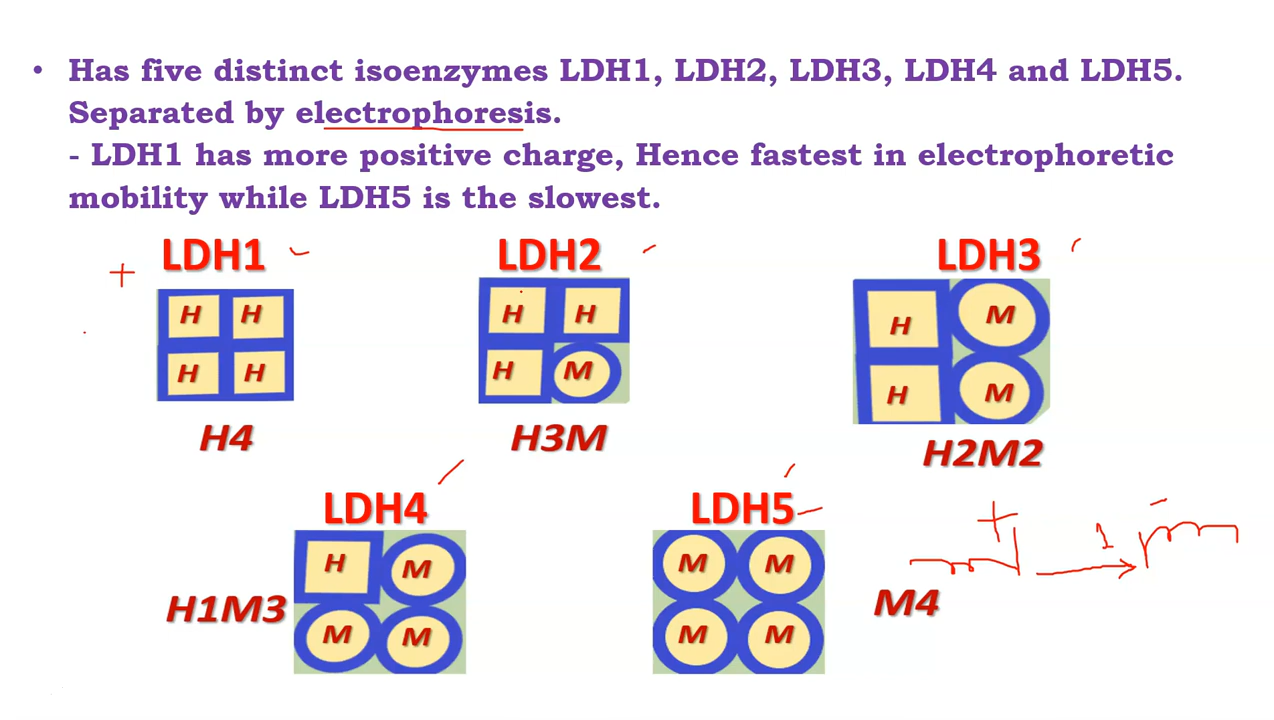 • Has five distinct isoenzymes LDH1, LDH2, LDH3, LDH4 and LDH5.
Separated by electrophoresis.
- LDH1 has more positive charge, Hence fastest in electrophoretic
mobility while LDH5 is the slowest.
LDH1 -
+
H H
H H
H4
LDH2
H H
H M
H3M
LDH3
H M
H M
H2M2
LDH4
H M
M M
H1M3
LDH5 -
M M
M M
M4
+ 1 -